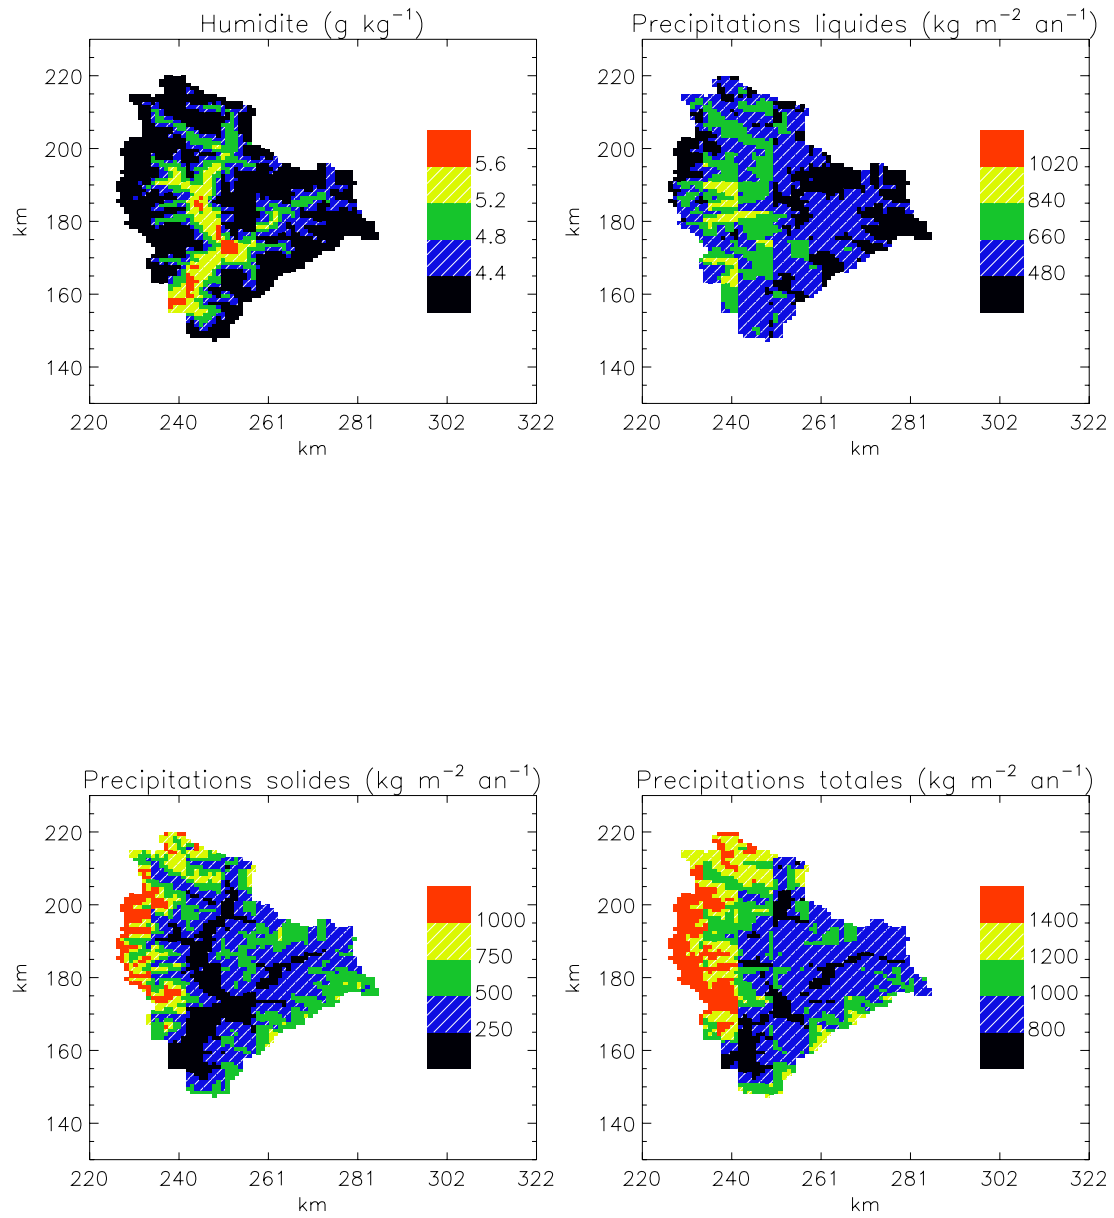 Humidite (g kg⁻¹)
220
200
180
160
140
km
5.6
5.2
4.8
4.4
220 240 261 281 302 322
km
Precipitations liquides (kg m⁻² an⁻¹)
220
200
180
160
140
km
1020
840
660
480
220 240 261 281 302 322
km
Precipitations solides (kg m⁻² an⁻¹)
220
200
180
160
140
km
1000
750
500
250
220 240 261 281 302 322
km
Precipitations totales (kg m⁻² an⁻¹)
220
200
180
160
140
km
1400
1200
1000
800
220 240 261 281 302 322
km